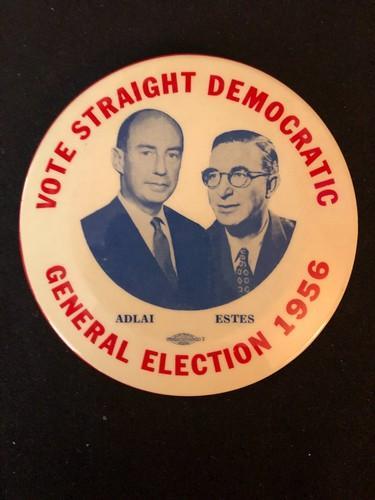 VOTE STRAIGHT DEMOCRATIC
ADLAI ESTES
GENERAL ELECTION 1956